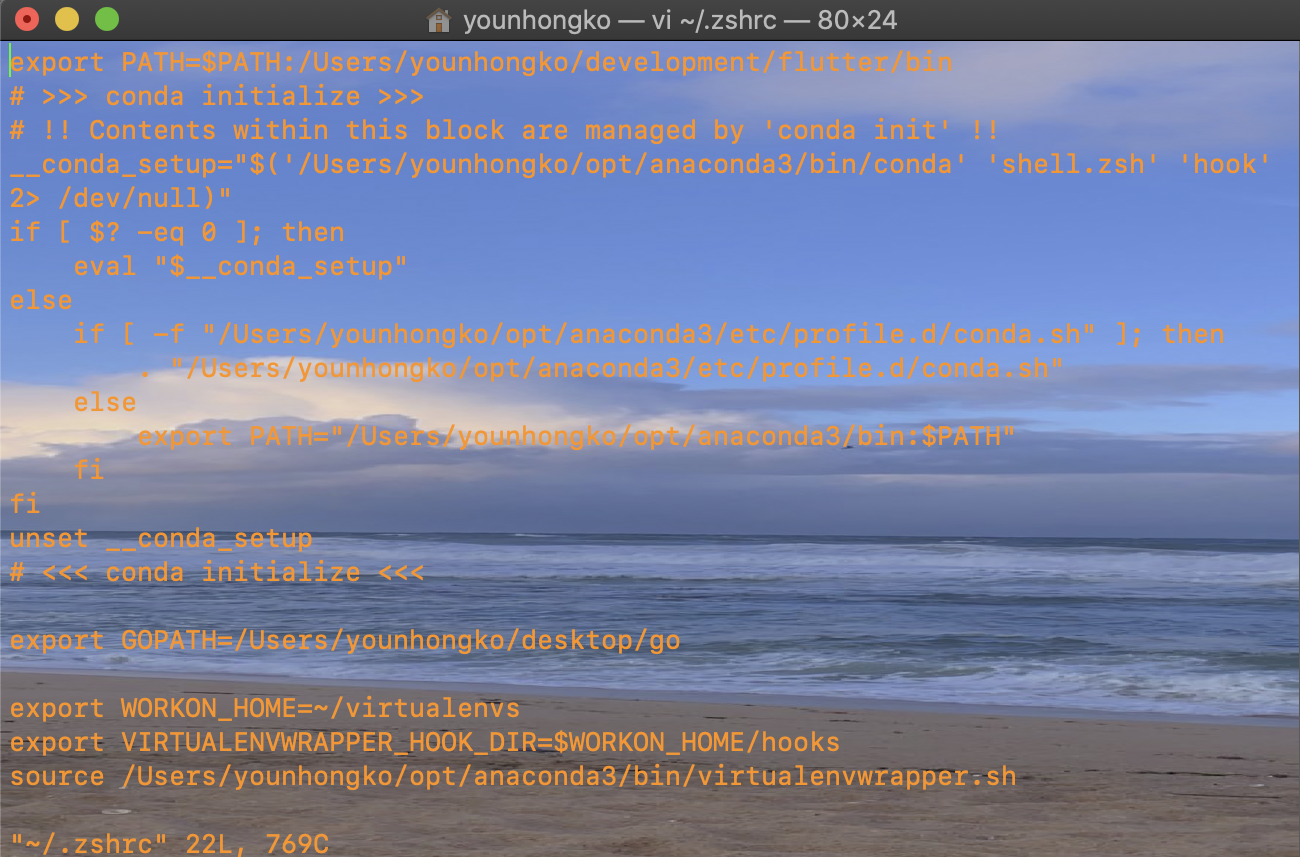 younhongko — vi ~/.zshrc — 80×24
export PATH=$PATH:/Users/younhongko/development/flutter/bin
# >>> conda initialize >>>
# !! Contents within this block are managed by 'conda init' !!
__conda_setup="$('/Users/younhongko/opt/anaconda3/bin/conda' 'shell.zsh' 'hook'
2> /dev/null)"
if [ $? -eq 0 ]; then
    eval "$__conda_setup"
else
    if [ -f "/Users/younhongko/opt/anaconda3/etc/profile.d/conda.sh" ]; then
        . "/Users/younhongko/opt/anaconda3/etc/profile.d/conda.sh"
    else
        export PATH="/Users/younhongko/opt/anaconda3/bin:$PATH"
    fi
fi
unset __conda_setup
# <<< conda initialize <<<
export GOPATH=/Users/younhongko/desktop/go
export WORKON_HOME=~/virtualenvs
export VIRTUALENVWRAPPER_HOOK_DIR=$WORKON_HOME/hooks
source /Users/younhongko/opt/anaconda3/bin/virtualenvwrapper.sh
"~/.zshrc" 22L, 769C